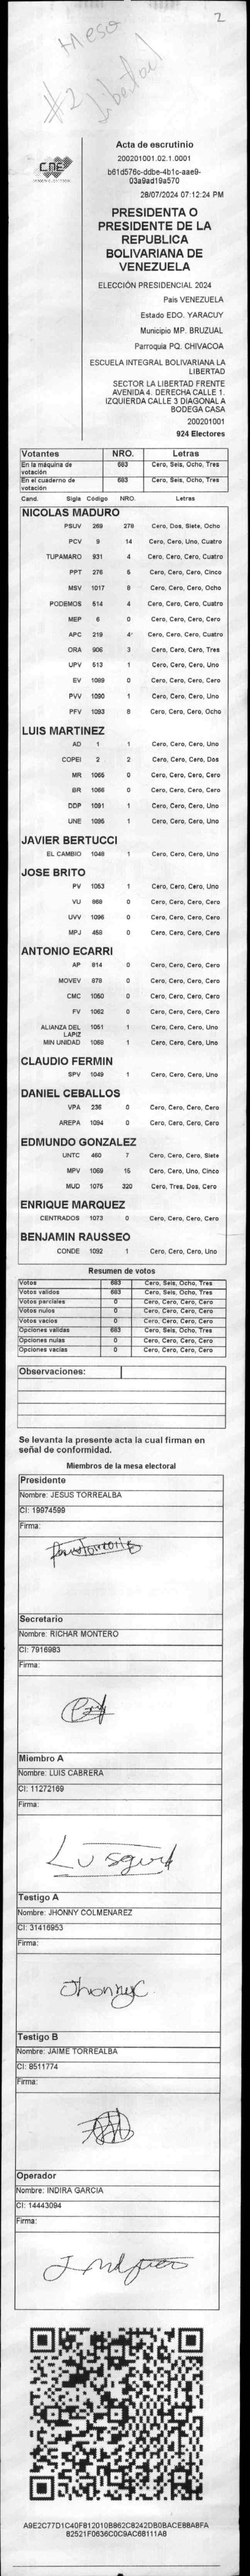 2
Mesa
#2 Libertad
CNE
Acta de escrutinio
200201001.02.1.0001
b61d576c-ddbe-4b1c-aae9-
03a9ad19a570
28/07/2024 07:12:24 PM
PRESIDENTA O
PRESIDENTE DE LA
REPUBLICA
BOLIVARIANA DE
VENEZUELA
ELECCIÓN PRESIDENCIAL 2024
País VENEZUELA
Estado EDO. YARACUY
Municipio MP. BRUZUAL
Parroquia PQ. CHIVACOA
ESCUELA INTEGRAL BOLIVARIANA LA
LIBERTAD
SECTOR LA LIBERTAD FRENTE
AVENIDA 4. DERECHA CALLE 1.
IZQUIERDA CALLE 3 DIAGONAL A
BODEGA CASA
200201001
924 Electores
Votantes NRO. Letras
En la máquina de votación 683 Cero, Seis, Ocho, Tres
En el cuaderno de votación 683 Cero, Seis, Ocho, Tres
Cand. Sigla Código NRO. Letras
NICOLAS MADURO
PSUV 269 278 Cero, Dos, Siete, Ocho
PCV 9 14 Cero, Cero, Uno, Cuatro
TUPAMARO 931 4 Cero, Cero, Cero, Cuatro
PPT 276 5 Cero, Cero, Cero, Cinco
MSV 1017 8 Cero, Cero, Cero, Ocho
PODEMOS 514 4 Cero, Cero, Cero, Cuatro
MEP 6 0 Cero, Cero, Cero, Cero
APC 219 4 Cero, Cero, Cero, Cuatro
ORA 906 3 Cero, Cero, Cero, Tres
UPV 513 1 Cero, Cero, Cero, Uno
EV 1089 0 Cero, Cero, Cero, Cero
PVV 1090 1 Cero, Cero, Cero, Uno
PFV 1093 8 Cero, Cero, Cero, Ocho
LUIS MARTINEZ
AD 1 1 Cero, Cero, Cero, Uno
COPEI 2 2 Cero, Cero, Cero, Dos
MR 1065 0 Cero, Cero, Cero, Cero
BR 1066 0 Cero, Cero, Cero, Cero
DDP 1091 1 Cero, Cero, Cero, Uno
UNE 1095 1 Cero, Cero, Cero, Uno
JAVIER BERTUCCI
EL CAMBIO 1048 1 Cero, Cero, Cero, Uno
JOSE BRITO
PV 1053 1 Cero, Cero, Cero, Uno
VU 868 0 Cero, Cero, Cero, Cero
UVV 1096 0 Cero, Cero, Cero, Cero
MPJ 459 0 Cero, Cero, Cero, Cero
ANTONIO ECARRI
AP 814 0 Cero, Cero, Cero, Cero
MOVEV 878 0 Cero, Cero, Cero, Cero
CMC 1050 0 Cero, Cero, Cero, Cero
FV 1062 0 Cero, Cero, Cero, Cero
ALIANZA DEL LAPIZ 1051 1 Cero, Cero, Cero, Uno
MIN UNIDAD 1068 1 Cero, Cero, Cero, Uno
CLAUDIO FERMIN
SPV 1049 1 Cero, Cero, Cero, Uno
DANIEL CEBALLOS
VPA 236 0 Cero, Cero, Cero, Cero
AREPA 1094 0 Cero, Cero, Cero, Cero
EDMUNDO GONZALEZ
UNTC 460 7 Cero, Cero, Cero, Siete
MPV 1069 15 Cero, Cero, Uno, Cinco
MUD 1075 320 Cero, Tres, Dos, Cero
ENRIQUE MARQUEZ
CENTRADOS 1073 0 Cero, Cero, Cero, Cero
BENJAMIN RAUSSEO
CONDE 1092 1 Cero, Cero, Cero, Uno
Resumen de votos
Votos 683 Cero, Seis, Ocho, Tres
Votos válidos 683 Cero, Seis, Ocho, Tres
Votos parciales 0 Cero, Cero, Cero, Cero
Votos nulos 0 Cero, Cero, Cero, Cero
Votos vacíos 0 Cero, Cero, Cero, Cero
Opciones válidas 683 Cero, Seis, Ocho, Tres
Opciones nulas 0 Cero, Cero, Cero, Cero
Opciones vacías 0 Cero, Cero, Cero, Cero
Observaciones:
Se levanta la presente acta la cual firman en
señal de conformidad.
Miembros de la mesa electoral
Presidente
Nombre: JESUS TORREALBA
CI: 19974599
Firma:
Secretario
Nombre: RICHAR MONTERO
CI: 7916983
Firma:
Miembro A
Nombre: LUIS CABRERA
CI: 11272169
Firma:
Testigo A
Nombre: JHONNY COLMENAREZ
CI: 31416953
Firma:
JhonnyC.
Testigo B
Nombre: JAIME TORREALBA
CI: 8511774
Firma:
Operador
Nombre: INDIRA GARCIA
CI: 14443094
Firma:
A9E2C77D1C40F812010B862C8242DB0BACE88A8FA
82521F0636C0C9AC68111A8